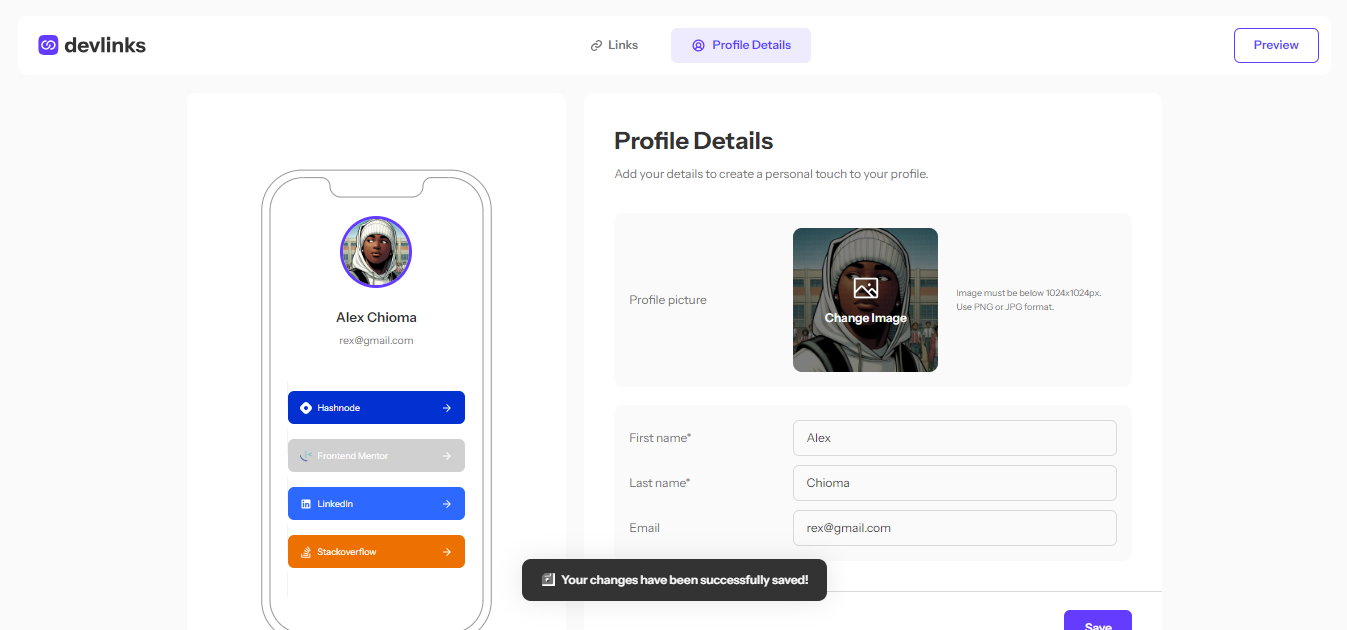 devlinks
Links
Profile Details
Preview
Alex Chioma
rex@gmail.com
Hashnode
Frontend Mentor
LinkedIn
Stackoverflow
Profile Details
Add your details to create a personal touch to your profile.
Profile picture
Change Image
Image must be below 1024x1024px.
Use PNG or JPG format.
First name*
Alex
Last name*
Chioma
Email
rex@gmail.com
Your changes have been successfully saved!
Save